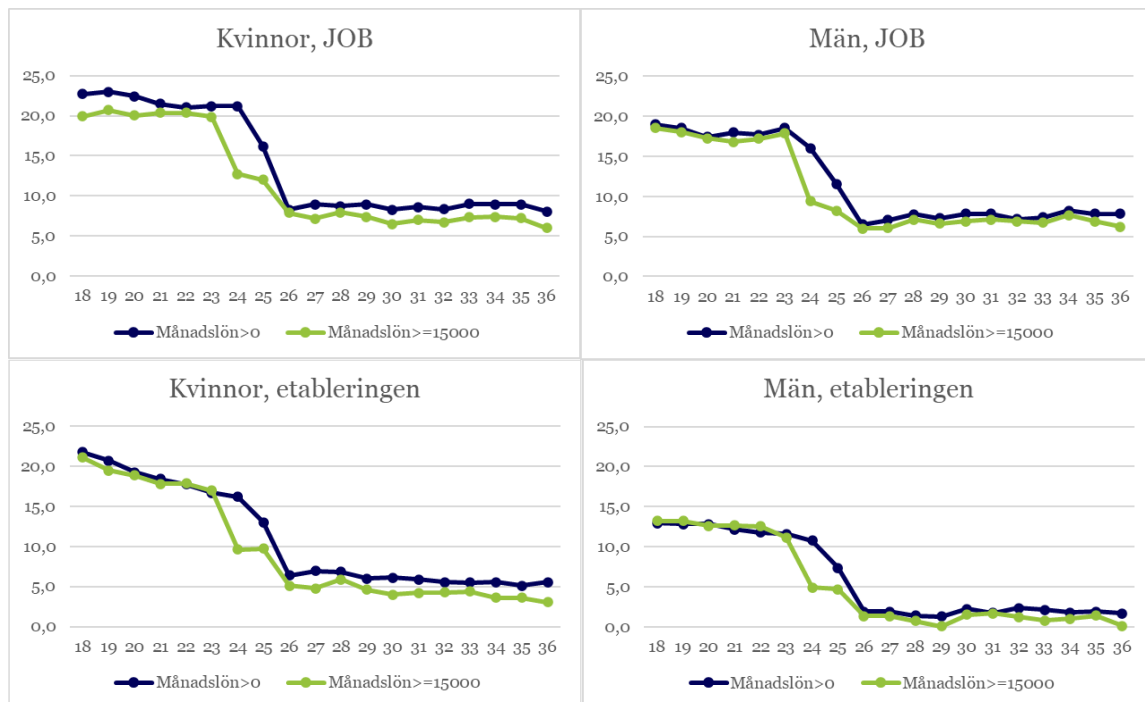 Kvinnor, JOB
25,0
20,0
15,0
10,0
5,0
0,0
18 19 20 21 22 23 24 25 26 27 28 29 30 31 32 33 34 35 36
Månadslön>0 Månadslön>=15000
Män, JOB
25,0
20,0
15,0
10,0
5,0
0,0
18 19 20 21 22 23 24 25 26 27 28 29 30 31 32 33 34 35 36
Månadslön>0 Månadslön>=15000
Kvinnor, etableringen
25,0
20,0
15,0
10,0
5,0
0,0
18 19 20 21 22 23 24 25 26 27 28 29 30 31 32 33 34 35 36
Månadslön>0 Månadslön>=15000
Män, etableringen
25,0
20,0
15,0
10,0
5,0
0,0
18 19 20 21 22 23 24 25 26 27 28 29 30 31 32 33 34 35 36
Månadslön>0 Månadslön>=15000